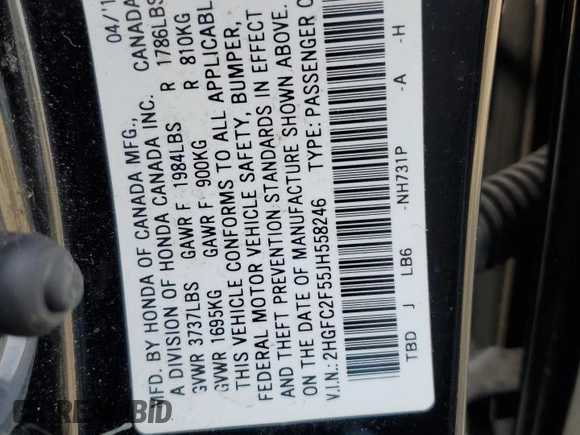 MFD. BY HONDA OF CANADA MFG., 04/1
A DIVISION OF HONDA CANADA INC. CANADA
GVWR 3737LBS GAWR F 1984LBS R 1786LBS
GVWR 1695KG GAWR F 900KG R 810KG
THIS VEHICLE CONFORMS TO ALL APPLICABL
FEDERAL MOTOR VEHICLE SAFETY, BUMPER,
AND THEFT PREVENTION STANDARDS IN EFFECT
ON THE DATE OF MANUFACTURE SHOWN ABOVE.
V.I.N.: 2HGFC2F55JH558246 TYPE: PASSENGER C
TBD J LB6 -NH731P -A -H